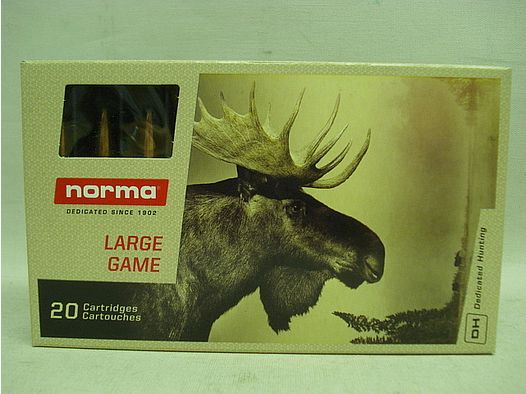 norma
DEDICATED SINCE 1902
LARGE
GAME
20 Cartridges
Cartouches
DH Dedicated Hunting